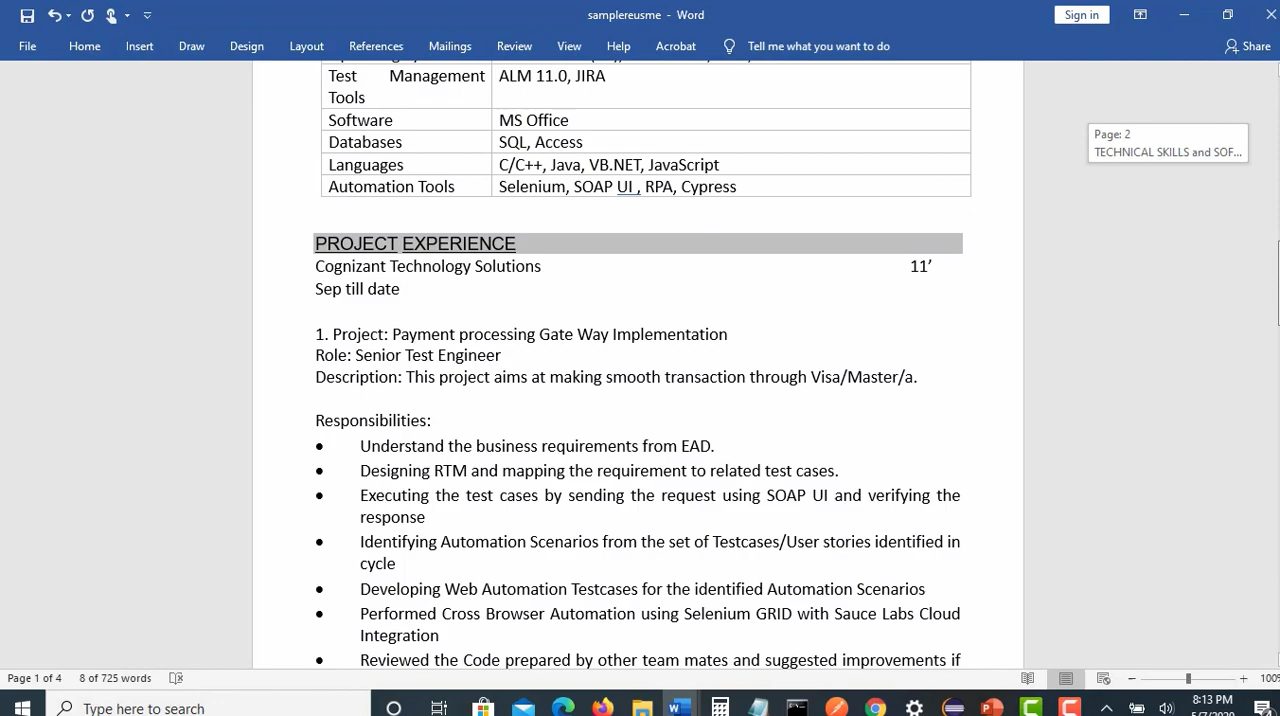 samplereusme - Word
Sign in
File Home Insert Draw Design Layout References Mailings Review View Help Acrobat Tell me what you want to do Share
Test Management Tools ALM 11.0, JIRA
Software MS Office
Databases SQL, Access
Languages C/C++, Java, VB.NET, JavaScript
Automation Tools Selenium, SOAP UI , RPA, Cypress
Page: 2
TECHNICAL SKILLS and SOF...
PROJECT EXPERIENCE
Cognizant Technology Solutions 11’
Sep till date
1. Project: Payment processing Gate Way Implementation
Role: Senior Test Engineer
Description: This project aims at making smooth transaction through Visa/Master/a.
Responsibilities:
• Understand the business requirements from EAD.
• Designing RTM and mapping the requirement to related test cases.
• Executing the test cases by sending the request using SOAP UI and verifying the
response
• Identifying Automation Scenarios from the set of Testcases/User stories identified in
cycle
• Developing Web Automation Testcases for the identified Automation Scenarios
• Performed Cross Browser Automation using Selenium GRID with Sauce Labs Cloud
Integration
• Reviewed the Code prepared by other team mates and suggested improvements if
Page 1 of 4 8 of 725 words
100%
Type here to search
8:13 PM